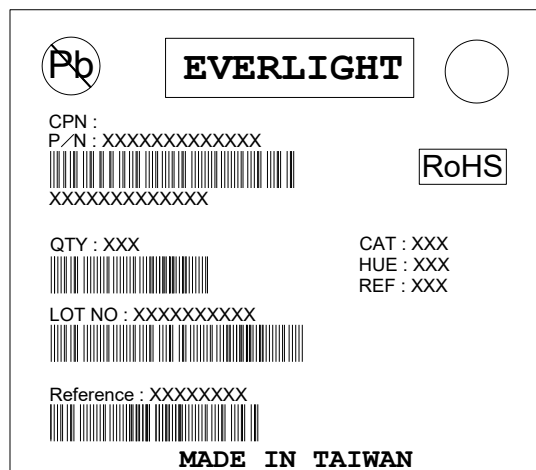 Pb
EVERLIGHT
CPN :
P/N : XXXXXXXXXXXXX
RoHS
XXXXXXXXXXXXX
QTY : XXX
CAT : XXX
HUE : XXX
REF : XXX
LOT NO : XXXXXXXXXX
Reference : XXXXXXXX
MADE IN TAIWAN